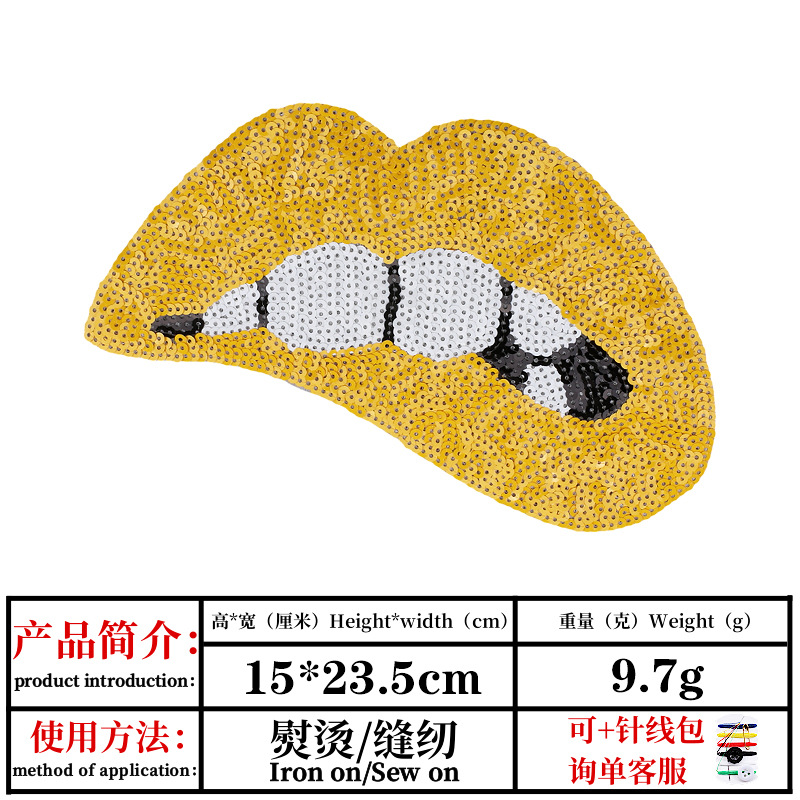 产品简介：
product introduction：
高*宽（厘米）Height*width（cm）
15*23.5cm
重量（克）Weight（g）
9.7g
使用方法：
method of application：
熨烫/缝纫
Iron on/Sew on
可+针线包
询单客服